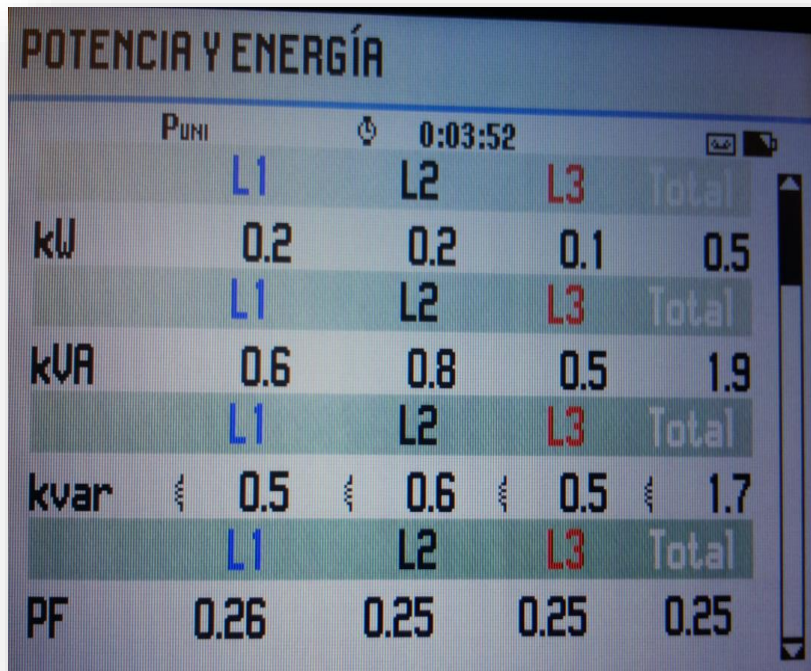 POTENCIA Y ENERGÍA
PUNI 0:03:52
L1 L2 L3 Total
kW 0.2 0.2 0.1 0.5
L1 L2 L3 Total
kVA 0.6 0.8 0.5 1.9
L1 L2 L3 Total
kvar 0.5 0.6 0.5 1.7
L1 L2 L3 Total
PF 0.26 0.25 0.25 0.25